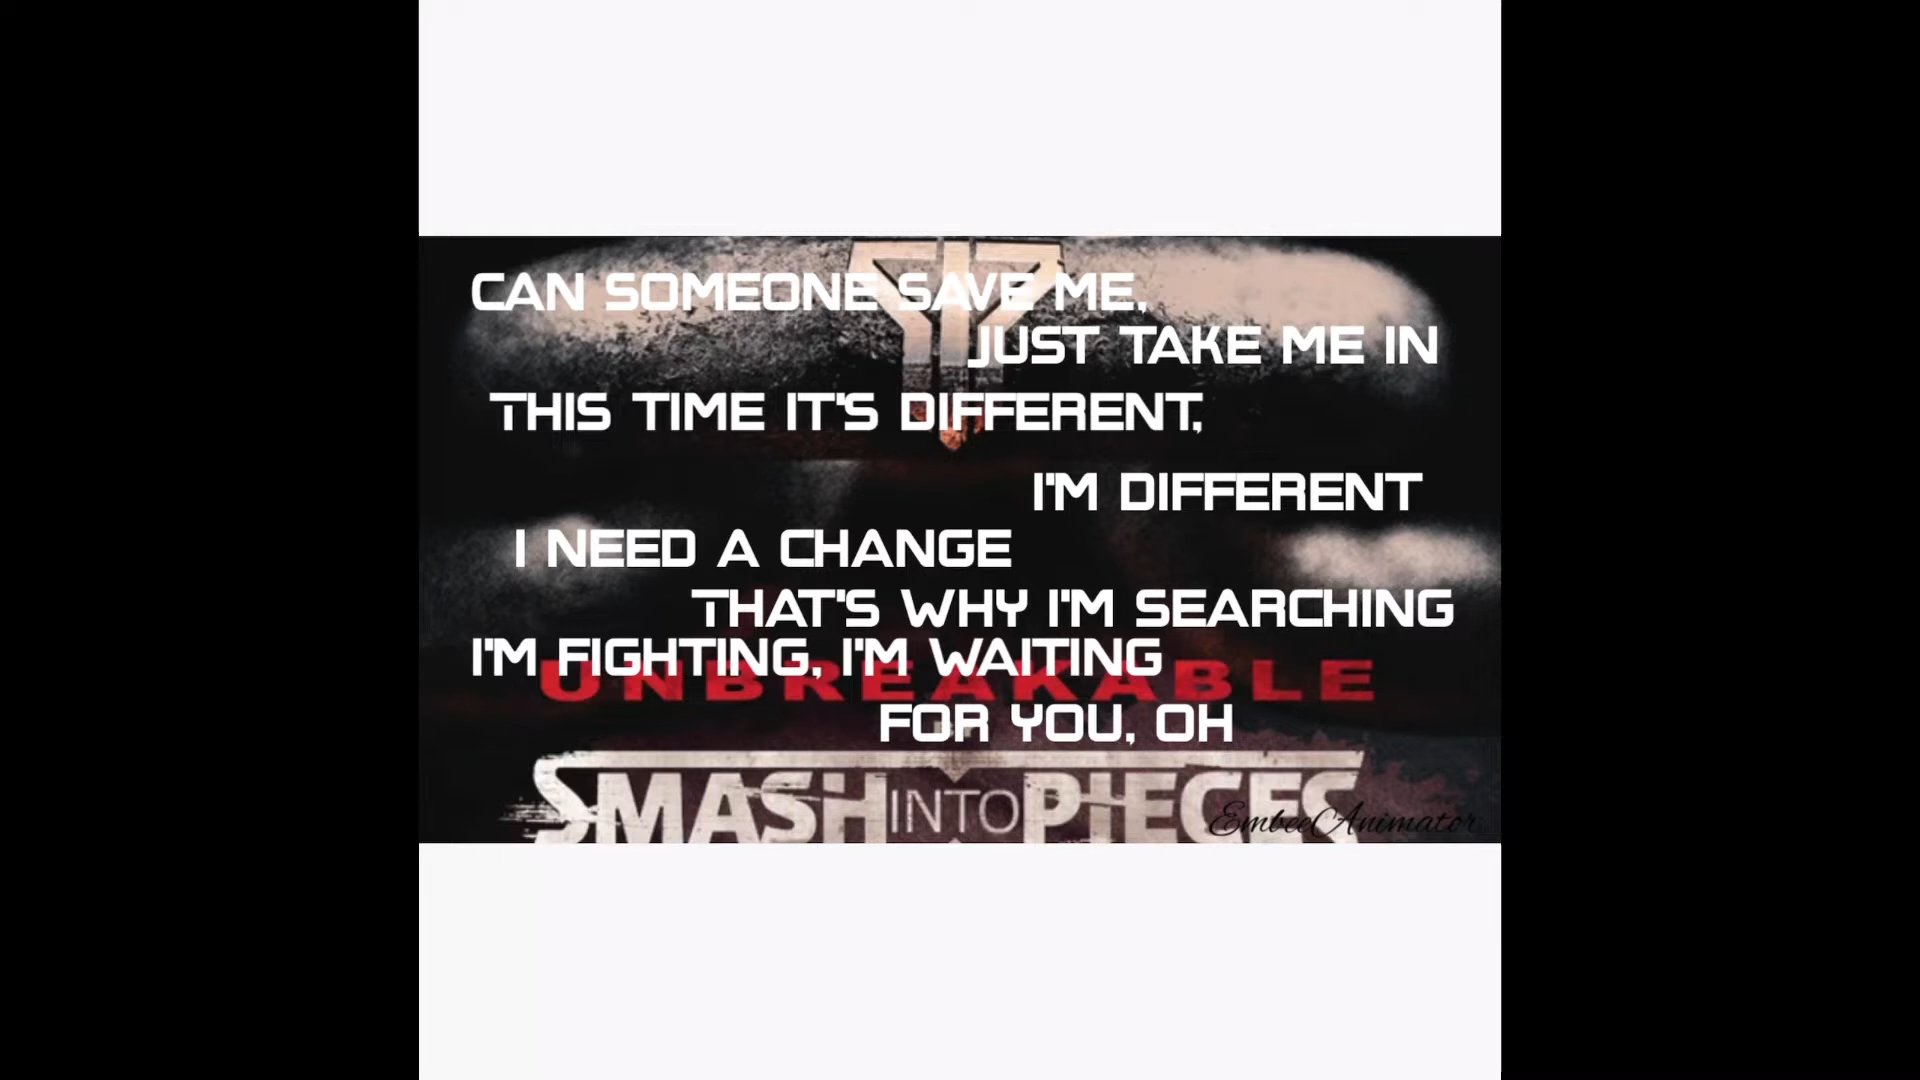 CAN SOMEONE SAVE ME,
JUST TAKE ME IN
THIS TIME IT'S DIFFERENT,
I'M DIFFERENT
I NEED A CHANGE
THAT'S WHY I'M SEARCHING
I'M FIGHTING, I'M WAITING
UNBREAKABLE
FOR YOU, OH
SMASH INTO PIECES
EmbeeAnimator